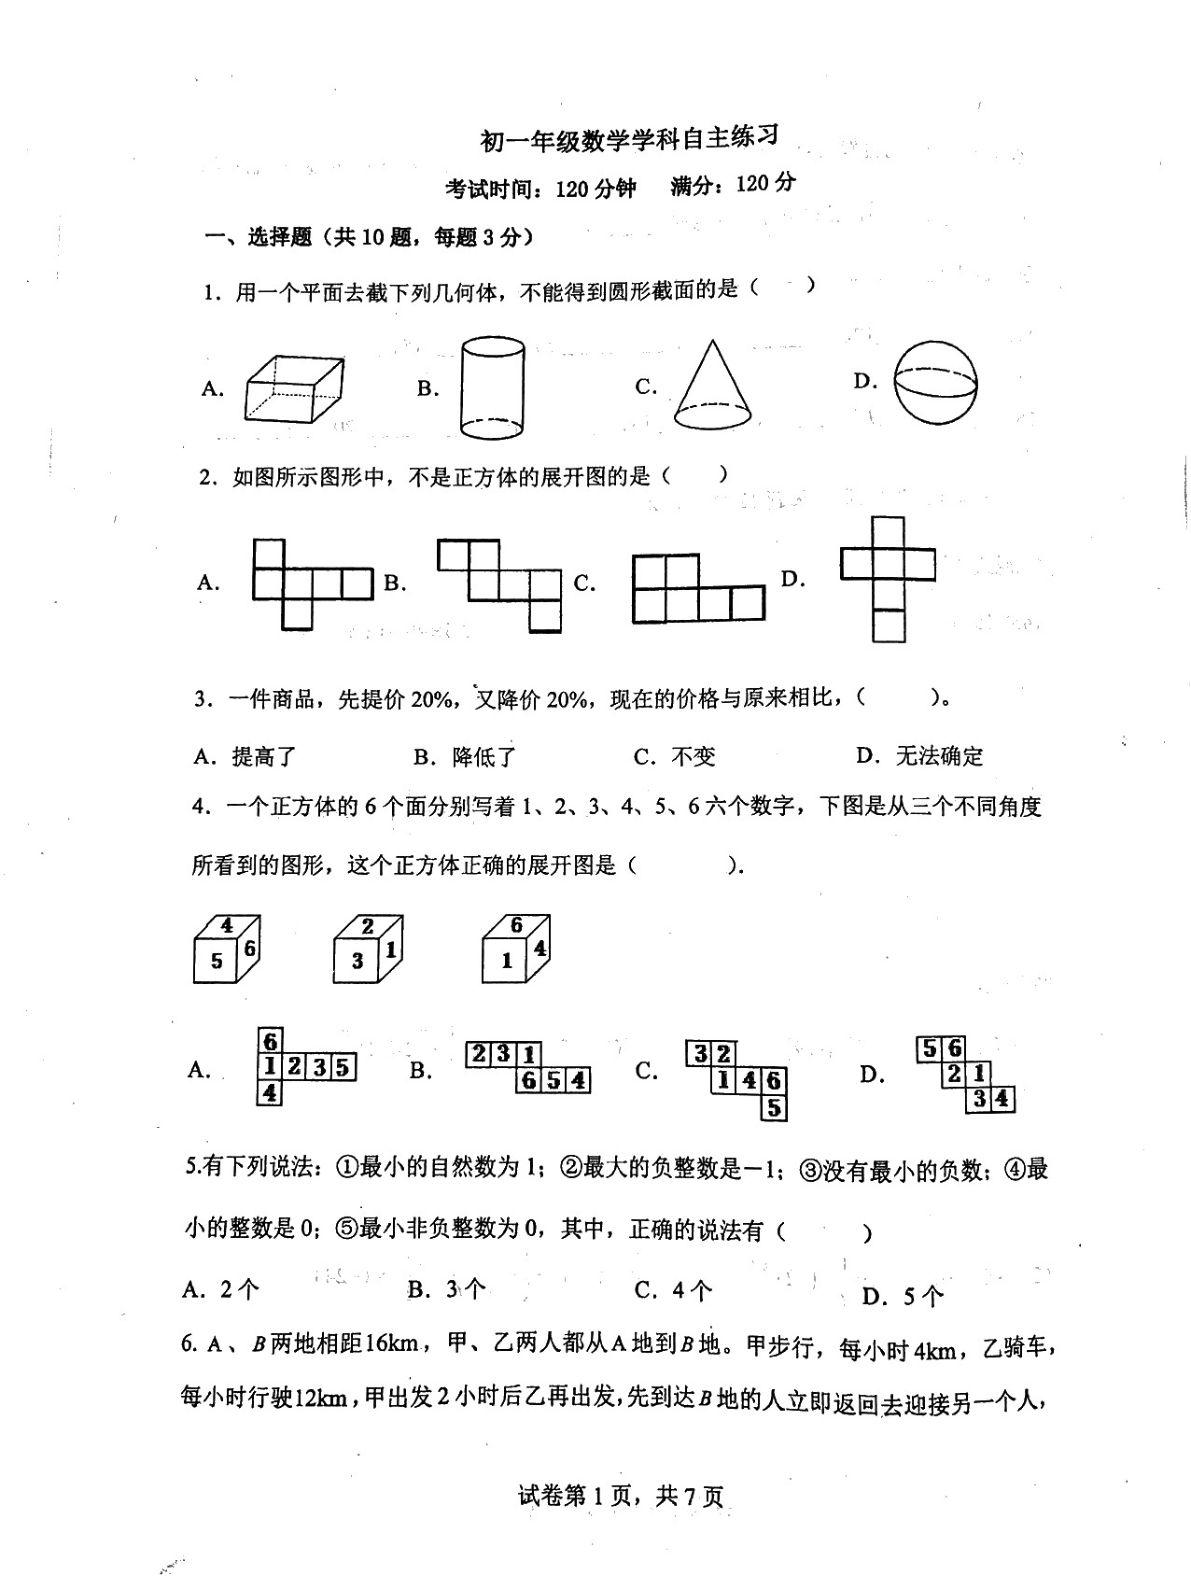 初一年级数学学科自主练习
考试时间：120 分钟 满分：120 分
一、选择题（共 10 题，每题 3 分）
1．用一个平面去截下列几何体，不能得到圆形截面的是（ ）
A． B． C． D．
2．如图所示图形中，不是正方体的展开图的是（ ）
A． B． C． D．
3．一件商品，先提价 20%，又降价 20%，现在的价格与原来相比，（ ）。
A．提高了 B．降低了 C．不变 D．无法确定
4．一个正方体的 6 个面分别写着 1、2、3、4、5、6 六个数字，下图是从三个不同角度
所看到的图形，这个正方体正确的展开图是（ ）．
4 2 6
5 6 3 1 1 4
A． 6 1 2 3 5 4 B． 2 3 1 6 5 4 C． 3 2 1 4 6 5 D． 5 6 2 1 3 4
5.有下列说法：①最小的自然数为 1；②最大的负整数是－1；③没有最小的负数；④最
小的整数是 0；⑤最小非负整数为 0，其中，正确的说法有（ ）
A．2 个 B．3 个 C．4 个 D．5 个
6. A 、 B 两地相距16km，甲、乙两人都从 A 地到 B 地。甲步行，每小时 4km，乙骑车，
每小时行驶12km，甲出发 2 小时后乙再出发，先到达 B 地的人立即返回去迎接另一个人，
试卷第 1 页，共 7 页